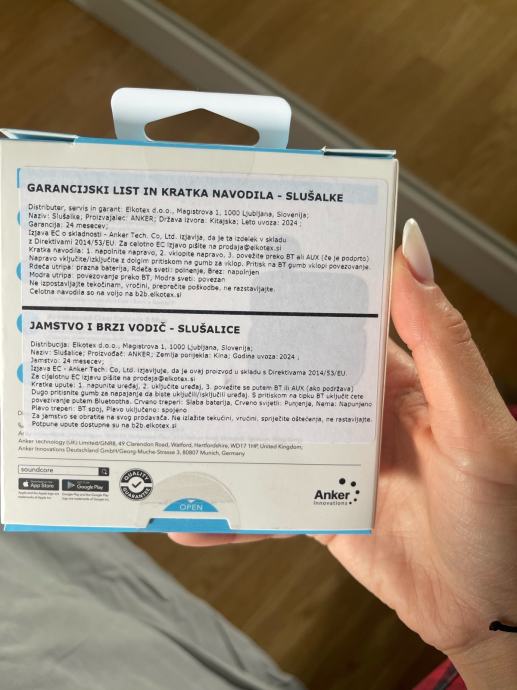 GARANCIJSKI LIST IN KRATKA NAVODILA - SLUŠALKE
Distributer, servis in garant: Elkotex d.o.o., Magistrova 1, 1000 Ljubljana, Slovenija;
Naziv: Slušalke; Proizvajalec: ANKER; Država izvora: Kitajska; Leto uvoza: 2024 ;
Garancija: 24 mesecev;
Izjava EC o skladnosti - Anker Tech. Co. Ltd. izjavlja, da je ta izdelek v skladu
z Direktivami 2014/53/EU. Za celotno EC izjavo pišite na prodaja@elkotex.si
Kratka navodila: 1. napolnita napravo, 2. vklopite napravo, 3. povežite preko BT ali AUX (če je podprto)
Napravo vključite/izključite z dolgim pritiskom na gumb za vklop. Pritisk na BT gumb vklopi povezovanje.
Rdeča utripa: prazna baterija, Rdeča sveti: polnenje, Brez: napolnjen
Modra utripa: povezovanje preko BT, Modra sveti: povezan
Ne izpostavljajte tekočinam, vročini, preprečite poškodbe, ne razstavljajte.
Celotna navodila so na voljo na b2b.elkotex.si
JAMSTVO I BRZI VODIČ - SLUŠALICE
Distribucija: Elkotex d.o.o., Magistrova 1, 1000 Ljubljana, Slovenija;
Naziv: Slušalice; Proizvođač: ANKER; Zemlja porijekla: Kina; Godina uvoza: 2024 ;
Jamstvo: 24 mesecev;
Izjava EC - Anker Tech. Co, Ltd. izjavljuje, da je ovaj proizvod u skladu s Direktivama 2014/53/EU.
Za cijelotnu EC izjavu pišite na prodaja@elkotex.si
Kratke upute: 1. napunite uređaj, 2. uključite uređaj, 3. povežite se putem BT ili AUX (ako podržava)
Dugo pritisnite gumb za napajanje da biste uključili/isključili uređaj. S pritiskom na tipku BT uključit ćete
povezivanje putem Bluetootha. Crveno treperi: Slaba baterija, Crveno svijetli: Punjenje, Nema: Napunjeno
Plavo treperi: BT spoj, Plavo uključeno: spojeno
Za jamstvo se obratite na svog prodavača. Ne izlažite tekućini, vrućini, spriječite oštećenja, ne rastavljajte.
Potpune upute dostupne su na b2b.elkotex.si
Anker Technology (UK) Limited/GNR8, 49 Clarendon Road, Watford, Hertfordshire, WD17 1HP, United Kingdom;
Anker Innovations Deutschland GmbH/Georg-Muche-Strasse 3, 80807 Munich, Germany
soundcore
App Store
Google Play
QUALITY
GUARANTEE
OPEN
Anker
Innovations